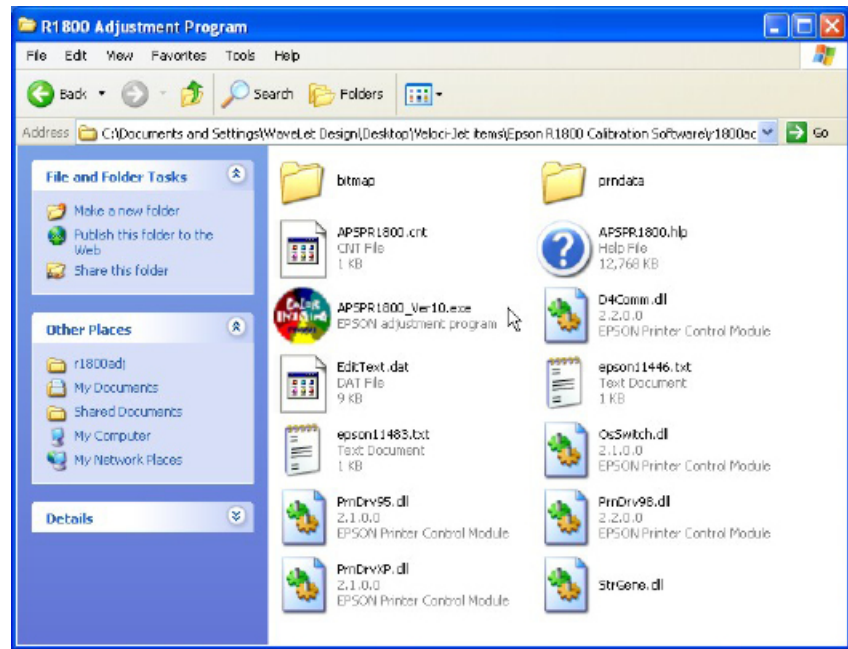 R1800 Adjustment Program
File Edit View Favorites Tools Help
Back Search Folders
Address C:\Documents and Settings\WaveLet Design\Desktop\Veloci-Jet items\Epson R1800 Calibration Software\r1800ac Go
File and Folder Tasks
Make a new folder
Publish this folder to the
Web
Share this folder
Other Places
r1800adj
My Documents
Shared Documents
My Computer
My Network Places
Details
bitmap
prndata
APSPR1800.cnt
CNT File
1 KB
APSPR1800.hlp
Help File
12,768 KB
APSPR1800_Ver10.exe
EPSON adjustment program
D4Comm.dll
2.2.0.0
EPSON Printer Control Module
EditText.dat
DAT File
9 KB
epson11446.txt
Text Document
1 KB
epson11483.txt
Text Document
1 KB
OsSwitch.dll
2.1.0.0
EPSON Printer Control Module
PrnDrv95.dll
2.1.0.0
EPSON Printer Control Module
PrnDrv98.dll
2.2.0.0
EPSON Printer Control Module
PrnDrvXP.dll
2.1.0.0
EPSON Printer Control Module
StrGene.dll